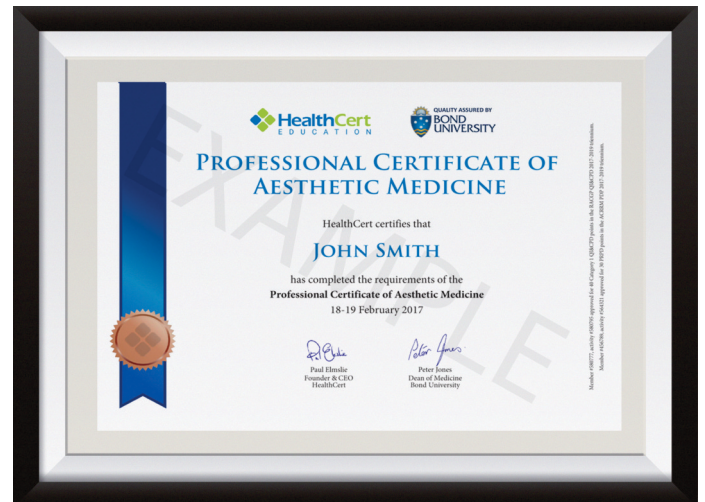 HealthCert
EDUCATION
QUALITY ASSURED BY
BOND
UNIVERSITY
PROFESSIONAL CERTIFICATE OF
AESTHETIC MEDICINE
HealthCert certifies that
JOHN SMITH
has completed the requirements of the
Professional Certificate of Aesthetic Medicine
18-19 February 2017
Paul Elmslie
Founder & CEO
HealthCert
Peter Jones
Dean of Medicine
Bond University
EXAMPLE